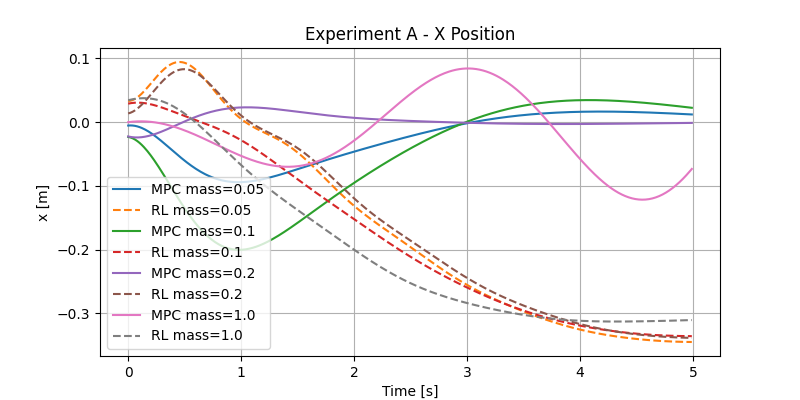 Experiment A - X Position
x [m]
0.1
0.0
−0.1
−0.2
−0.3
MPC mass=0.05
RL mass=0.05
MPC mass=0.1
RL mass=0.1
MPC mass=0.2
RL mass=0.2
MPC mass=1.0
RL mass=1.0
0 1 2 3 4 5
Time [s]